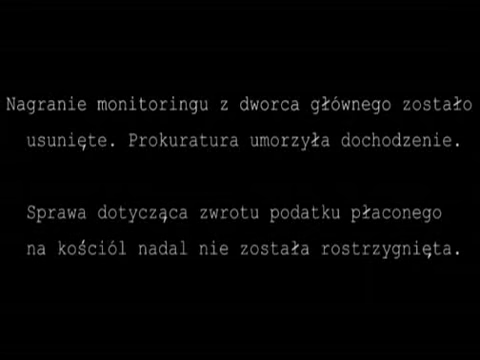 Nagranie monitoringu z dworca głównego zostało
usunięte. Prokuratura umorzyła dochodzenie.
Sprawa dotycząca zwrotu podatku płaconego
na kośćiól nadal nie została rostrzygnięta.